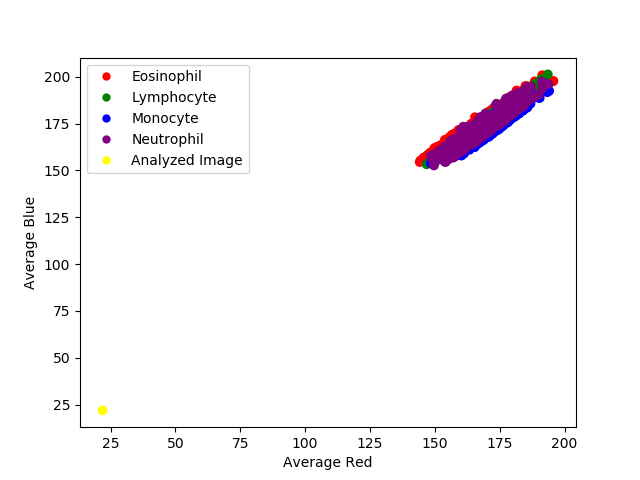 Eosinophil
Lymphocyte
Monocyte
Neutrophil
Analyzed Image
200
175
150
125
100
75
50
25
Average Blue
25 50 75 100 125 150 175 200
Average Red